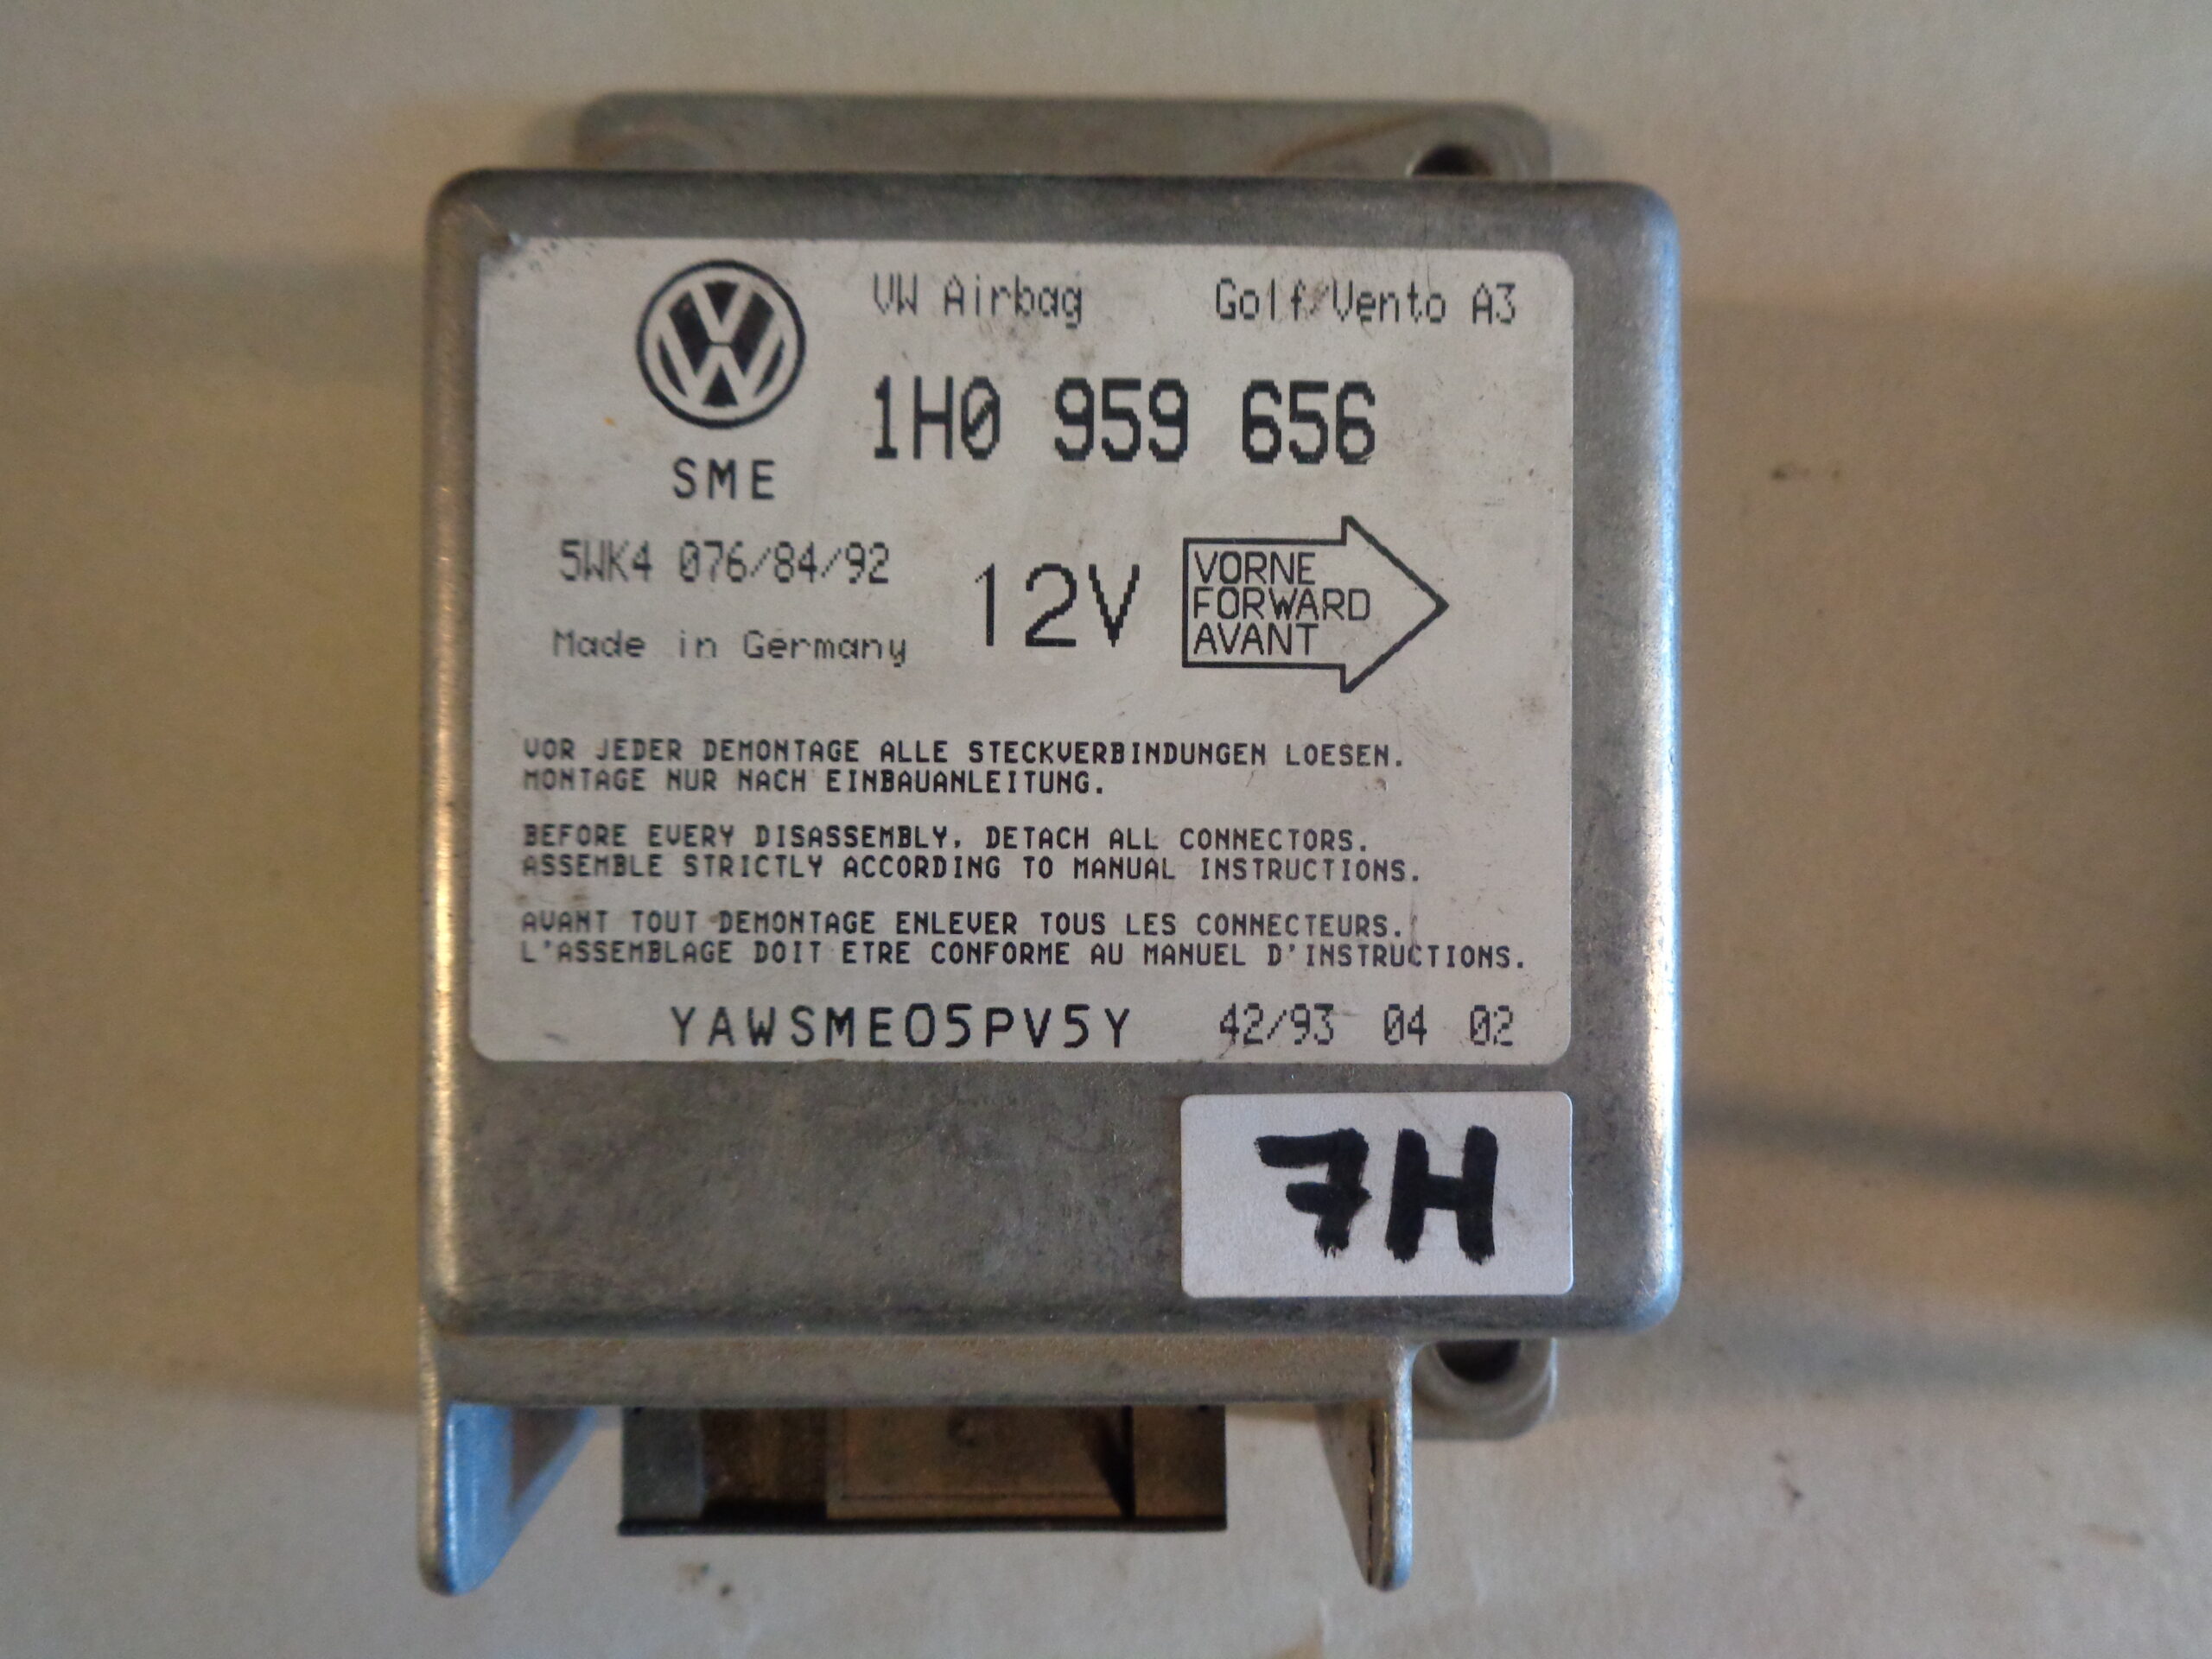 VW Airbag Golf/Vento A3
1H0 959 656
SME
5WK4 076/84/92
Made in Germany
12V
VORNE
FORWARD
AVANT
VOR JEDER DEMONTAGE ALLE STECKVERBINDUNGEN LOESEN.
MONTAGE NUR NACH EINBAUANLEITUNG.
BEFORE EVERY DISASSEMBLY, DETACH ALL CONNECTORS.
ASSEMBLE STRICTLY ACCORDING TO MANUAL INSTRUCTIONS.
AVANT TOUT DEMONTAGE ENLEVER TOUS LES CONNECTEURS.
L'ASSEMBLAGE DOIT ETRE CONFORME AU MANUEL D'INSTRUCTIONS.
YAWSME05PV5Y 42/93 04 02
7H